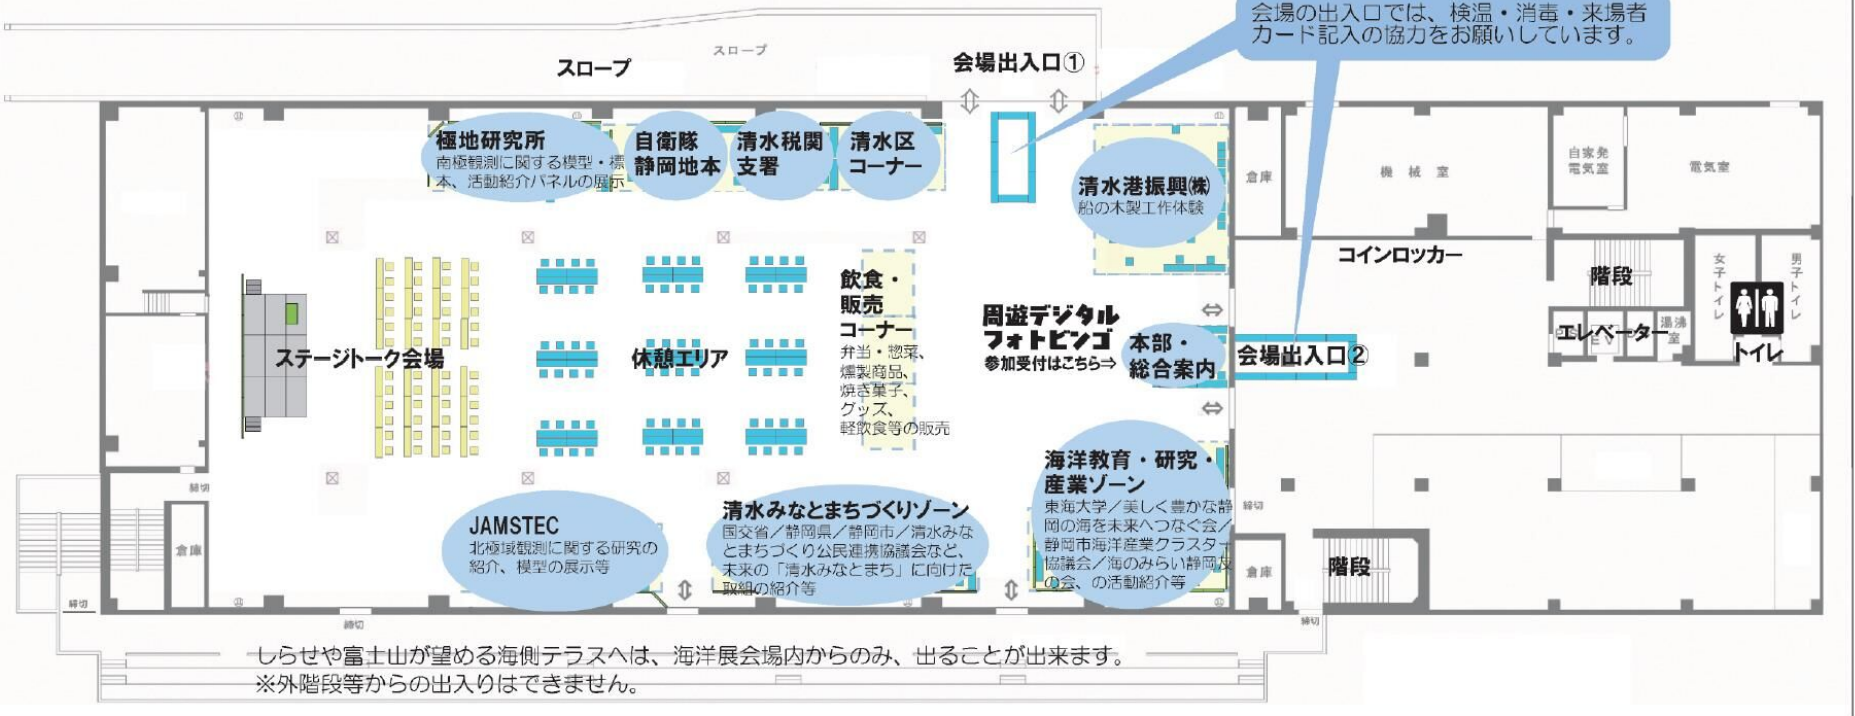 会場の出入口では、検温・消毒・来場者
カード記入の協力をお願いしています。
スロープ
スロープ
会場出入口①
極地研究所
南極観測に関する模型・標
本、活動紹介パネルの展示
自衛隊
静岡地本
清水税関
支署
清水区
コーナー
清水港振興㈱
船の木製工作体験
倉庫
機械室
自家発
電気室
電気室
コインロッカー
階段
女子トイレ
男子トイレ
エレベーター
EV
湯沸
室
トイレ
ステージトーク会場
休憩エリア
飲食・
販売
コーナー
弁当・惣菜、
燻製商品、
焼き菓子、
グッズ、
軽飲食等の販売
周遊デジタル
フォトビンゴ
参加受付はこちら⇒
本部・
総合案内
会場出入口②
海洋教育・研究・
産業ゾーン
東海大学／美しく豊かな静
岡の海を未来へつなぐ会／
静岡市海洋産業クラスター
協議会／海のみらい静岡友
の会、の活動紹介等
締切
倉庫
階段
締切
締切
倉庫
締切
締切
JAMSTEC
北極域観測に関する研究の
紹介、模型の展示等
清水みなとまちづくりゾーン
国交省／静岡県／静岡市／清水みな
とまちづくり公民連携協議会など、
未来の「清水みなとまち」に向けた
取組の紹介等
しらせや富士山が望める海側テラスへは、海洋展会場内からのみ、出ることが出来ます。
※外階段等からの出入りはできません。